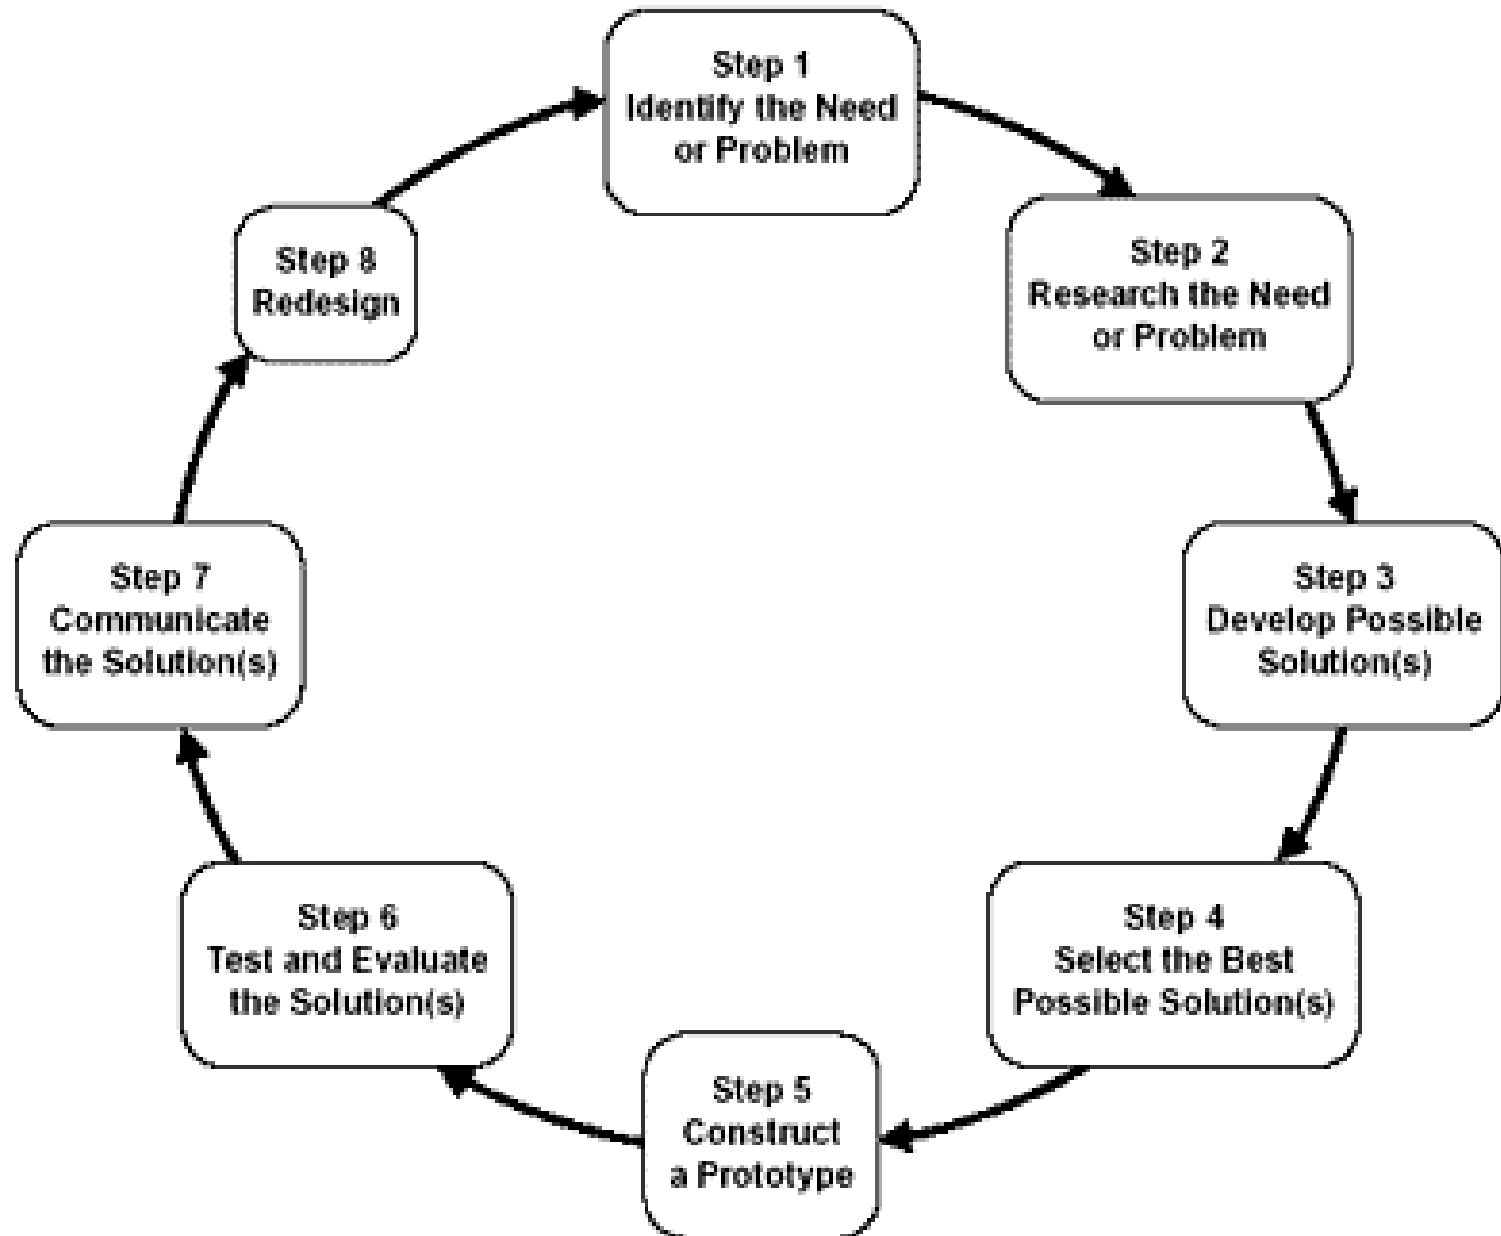 Step 1
Identify the Need
or Problem
Step 2
Research the Need
or Problem
Step 3
Develop Possible
Solution(s)
Step 4
Select the Best
Possible Solution(s)
Step 5
Construct
a Prototype
Step 6
Test and Evaluate
the Solution(s)
Step 7
Communicate
the Solution(s)
Step 8
Redesign